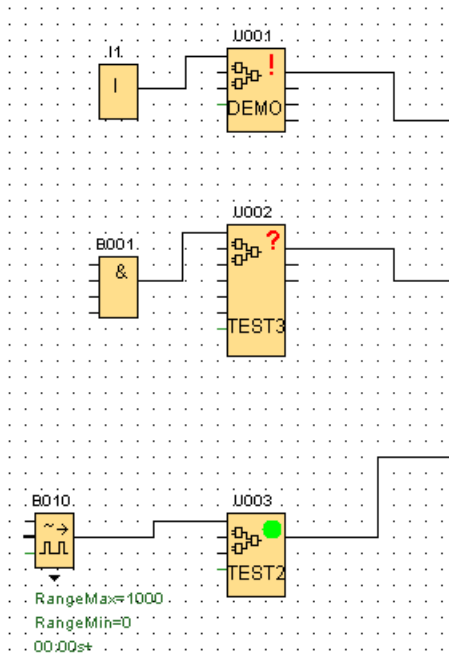 I1
I
U001
!
DEMO
B001
&
U002
?
TEST3
B010
~→
U003
TEST2
RangeMax=1000
RangeMin=0
00:00s+